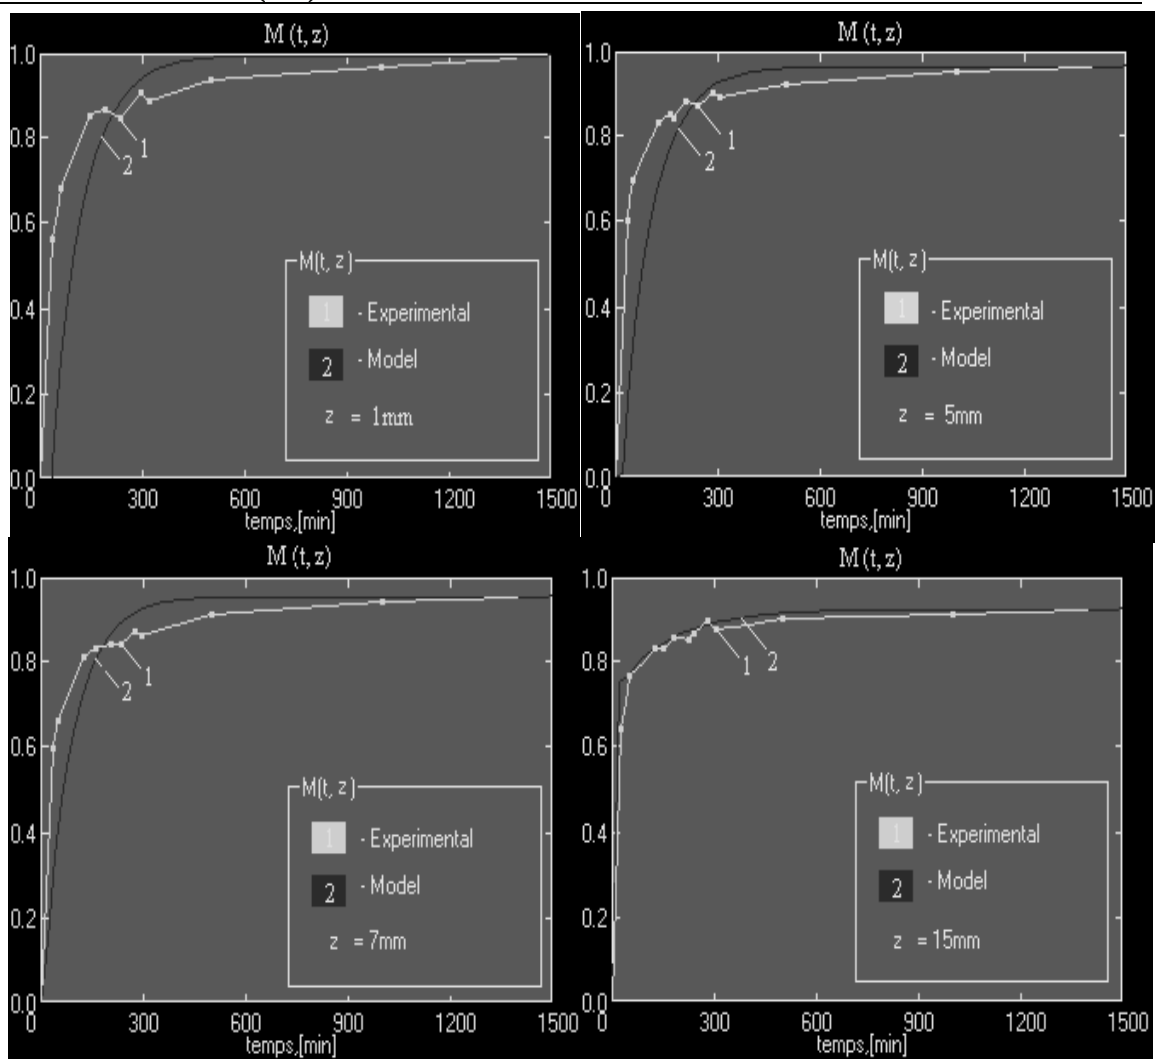 M (t, z)
1.0
0.8
0.6
0.4
0.2
0.0
0 300 600 900 1200 1500
temps,[min]
1
2
M(t, z)
1 - Experimental
2 - Model
z = 1mm
M (t, z)
1.0
0.8
0.6
0.4
0.2
0.0
0 300 600 900 1200 1500
temps,[min]
1
2
M(t, z)
1 - Experimental
2 - Model
z = 5mm
M (t, z)
1.0
0.8
0.6
0.4
0.2
0.0
0 300 600 900 1200 1500
temps,[min]
1
2
M(t, z)
1 - Experimental
2 - Model
z = 7mm
M (t, z)
1.0
0.8
0.6
0.4
0.2
0.0
0 300 600 900 1200 1500
temps,[min]
1
2
M(t, z)
1 - Experimental
2 - Model
z = 15mm